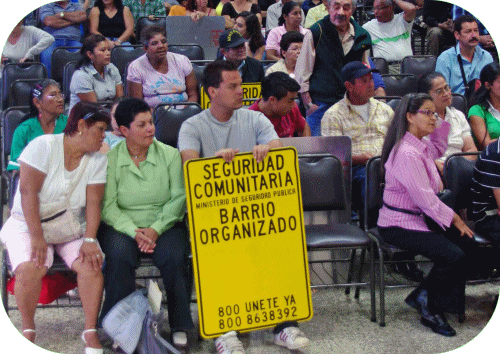 SEGURIDAD
COMUNITARIA
MINISTERIO DE SEGURIDAD PUBLICA
BARRIO
ORGANIZADO
800 UNETE YA
800 8638392